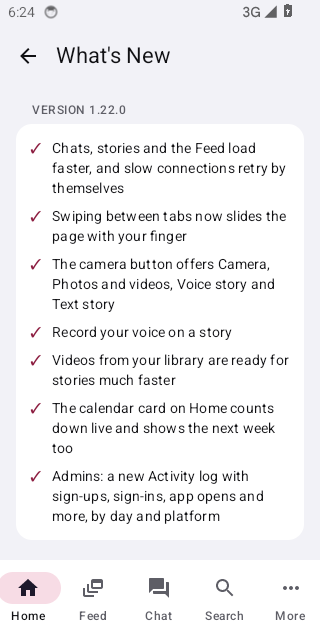 6:24
3G
What's New
VERSION 1.22.0
✓ Chats, stories and the Feed load
faster, and slow connections retry by
themselves
✓ Swiping between tabs now slides the
page with your finger
✓ The camera button offers Camera,
Photos and videos, Voice story and
Text story
✓ Record your voice on a story
✓ Videos from your library are ready for
stories much faster
✓ The calendar card on Home counts
down live and shows the next week
too
✓ Admins: a new Activity log with
sign-ups, sign-ins, app opens and
more, by day and platform
Home
Feed
Chat
Search
More